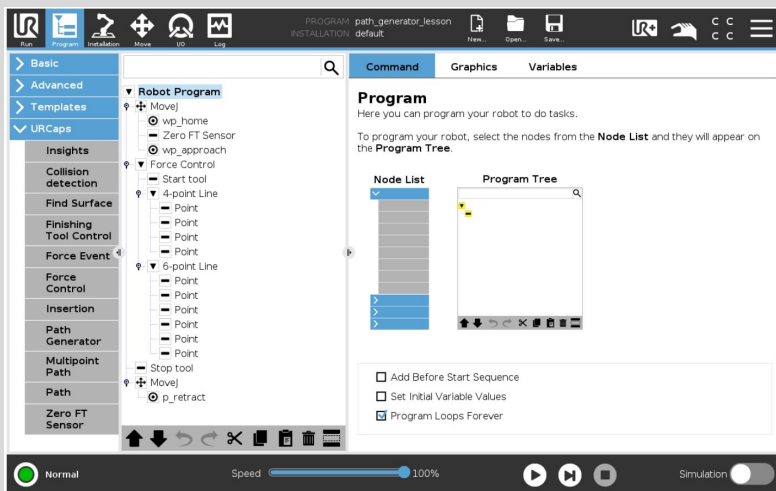 PROGRAM path_generator_lesson
INSTALLATION default
UR
Run
Program
Installation
Move
I/O
Log
New...
Open...
Save...
UR+
C C
C C
Basic
Advanced
Templates
URCaps
Insights
Collision
detection
Find Surface
Finishing
Tool Control
Force Event
Force
Control
Insertion
Path
Generator
Multipoint
Path
Path
Zero FT
Sensor
Robot Program
MoveJ
wp_home
Zero FT Sensor
wp_approach
Force Control
Start tool
4-point Line
Point
Point
Point
Point
6-point Line
Point
Point
Point
Point
Point
Point
Stop tool
MoveJ
p_retract
Command Graphics Variables
Program
Here you can program your robot to do tasks.
To program your robot, select the nodes from the Node List and they will appear on
the Program Tree.
Node List Program Tree
Add Before Start Sequence
Set Initial Variable Values
Program Loops Forever
Normal
Speed 100%
Simulation